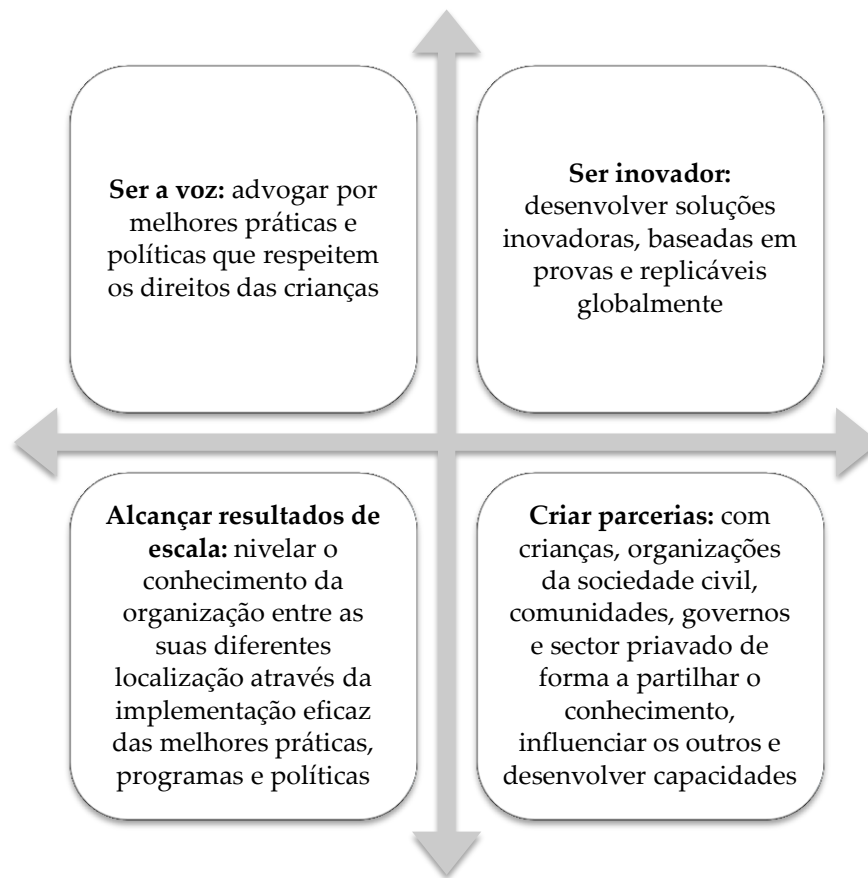 Ser a voz: advogar por
melhores práticas e
políticas que respeitem
os direitos das crianças
Ser inovador:
desenvolver soluções
inovadoras, baseadas em
provas e replicáveis
globalmente
Alcançar resultados de
escala: nivelar o
conhecimento da
organização entre as
suas diferentes
localização através da
implementação eficaz
das melhores práticas,
programas e políticas
Criar parcerias: com
crianças, organizações
da sociedade civil,
comunidades, governos
e sector priavado de
forma a partilhar o
conhecimento,
influenciar os outros e
desenvolver capacidades